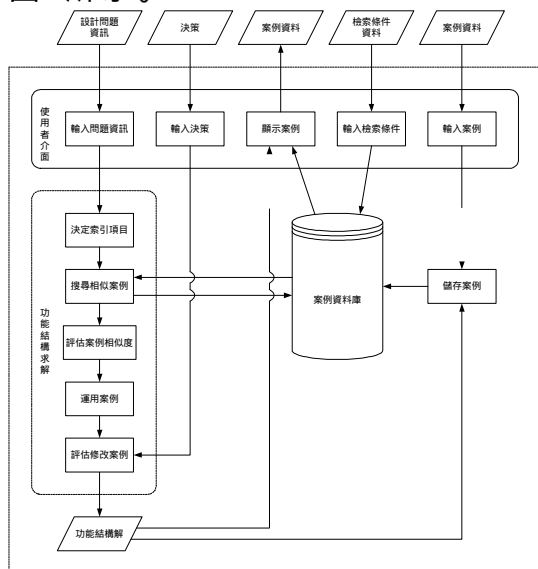 設計問題
資訊
決策
案例資料
檢索條件
資料
案例資料
使用者介面
輸入問題資訊
輸入決策
顯示案例
輸入檢索條件
輸入案例
功能結構求解
決定索引項目
搜尋相似案例
案例資料庫
儲存案例
評估案例相似度
運用案例
評估修改案例
功能結構解